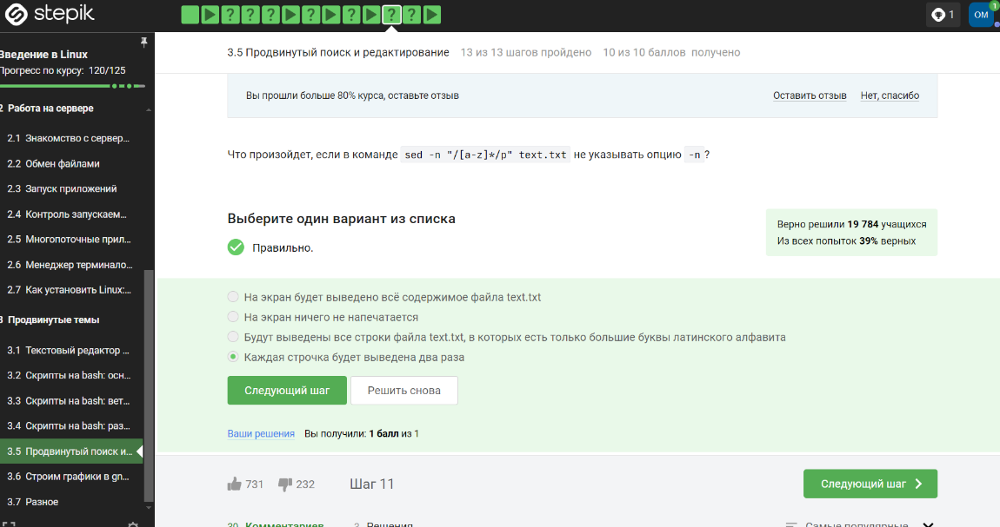 stepik
1
OM
1
Введение в Linux
Прогресс по курсу: 120/125
2 Работа на сервере
2.1 Знакомство с сервер...
2.2 Обмен файлами
2.3 Запуск приложений
2.4 Контроль запускаем...
2.5 Многопоточные прил...
2.6 Менеджер терминало...
2.7 Как установить Linux:...
3 Продвинутые темы
3.1 Текстовый редактор ...
3.2 Скрипты на bash: осн...
3.3 Скрипты на bash: вет...
3.4 Скрипты на bash: раз...
3.5 Продвинутый поиск и...
3.6 Строим графики в gn...
3.7 Разное
3.5 Продвинутый поиск и редактирование 13 из 13 шагов пройдено 10 из 10 баллов получено
Вы прошли больше 80% курса, оставьте отзыв Оставить отзыв Нет, спасибо
Что произойдет, если в команде sed -n "/[a-z]*/p" text.txt не указывать опцию -n ?
Выберите один вариант из списка
Верно решили 19 784 учащихся
Из всех попыток 39% верных
Правильно.
На экран будет выведено всё содержимое файла text.txt
На экран ничего не напечатается
Будут выведены все строки файла text.txt, в которых есть только большие буквы латинского алфавита
Каждая строчка будет выведена два раза
Следующий шаг Решить снова
Ваши решения Вы получили: 1 балл из 1
731 232 Шаг 11 Следующий шаг
Комментариев 3 Решения Самые популярные